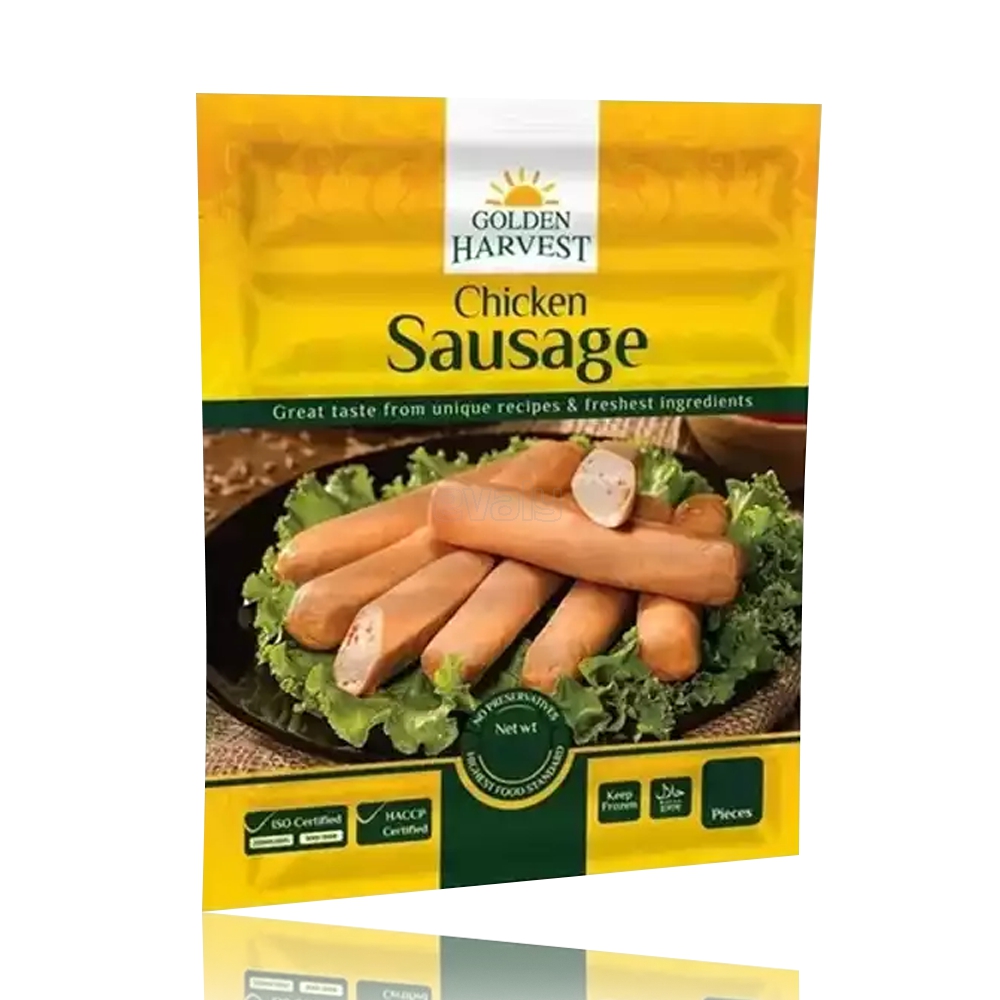 GOLDEN
HARVEST
Chicken
Sausage
Great taste from unique recipes & freshest ingredients
NO PRESERVATIVES
Net wt
HIGHEST FOOD STANDARD
ISO Certified
HACCP
Certified
Keep
Frozen
حلال
Pieces